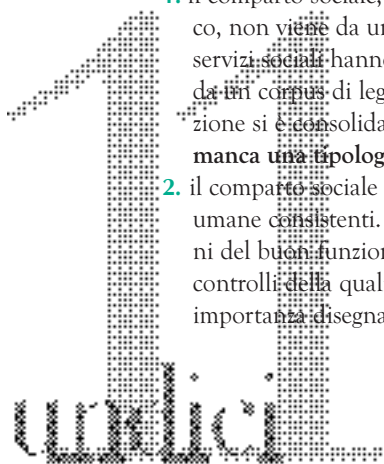 1. il comparto sociale,
co, non viene da un
servizi sociali hanno
da un corpus di leg
zione si è consolida
manca una tipolog
2. il comparto sociale
umane consistenti.
ni del buon funzion
controlli della qual
importanza disegna
11
undici